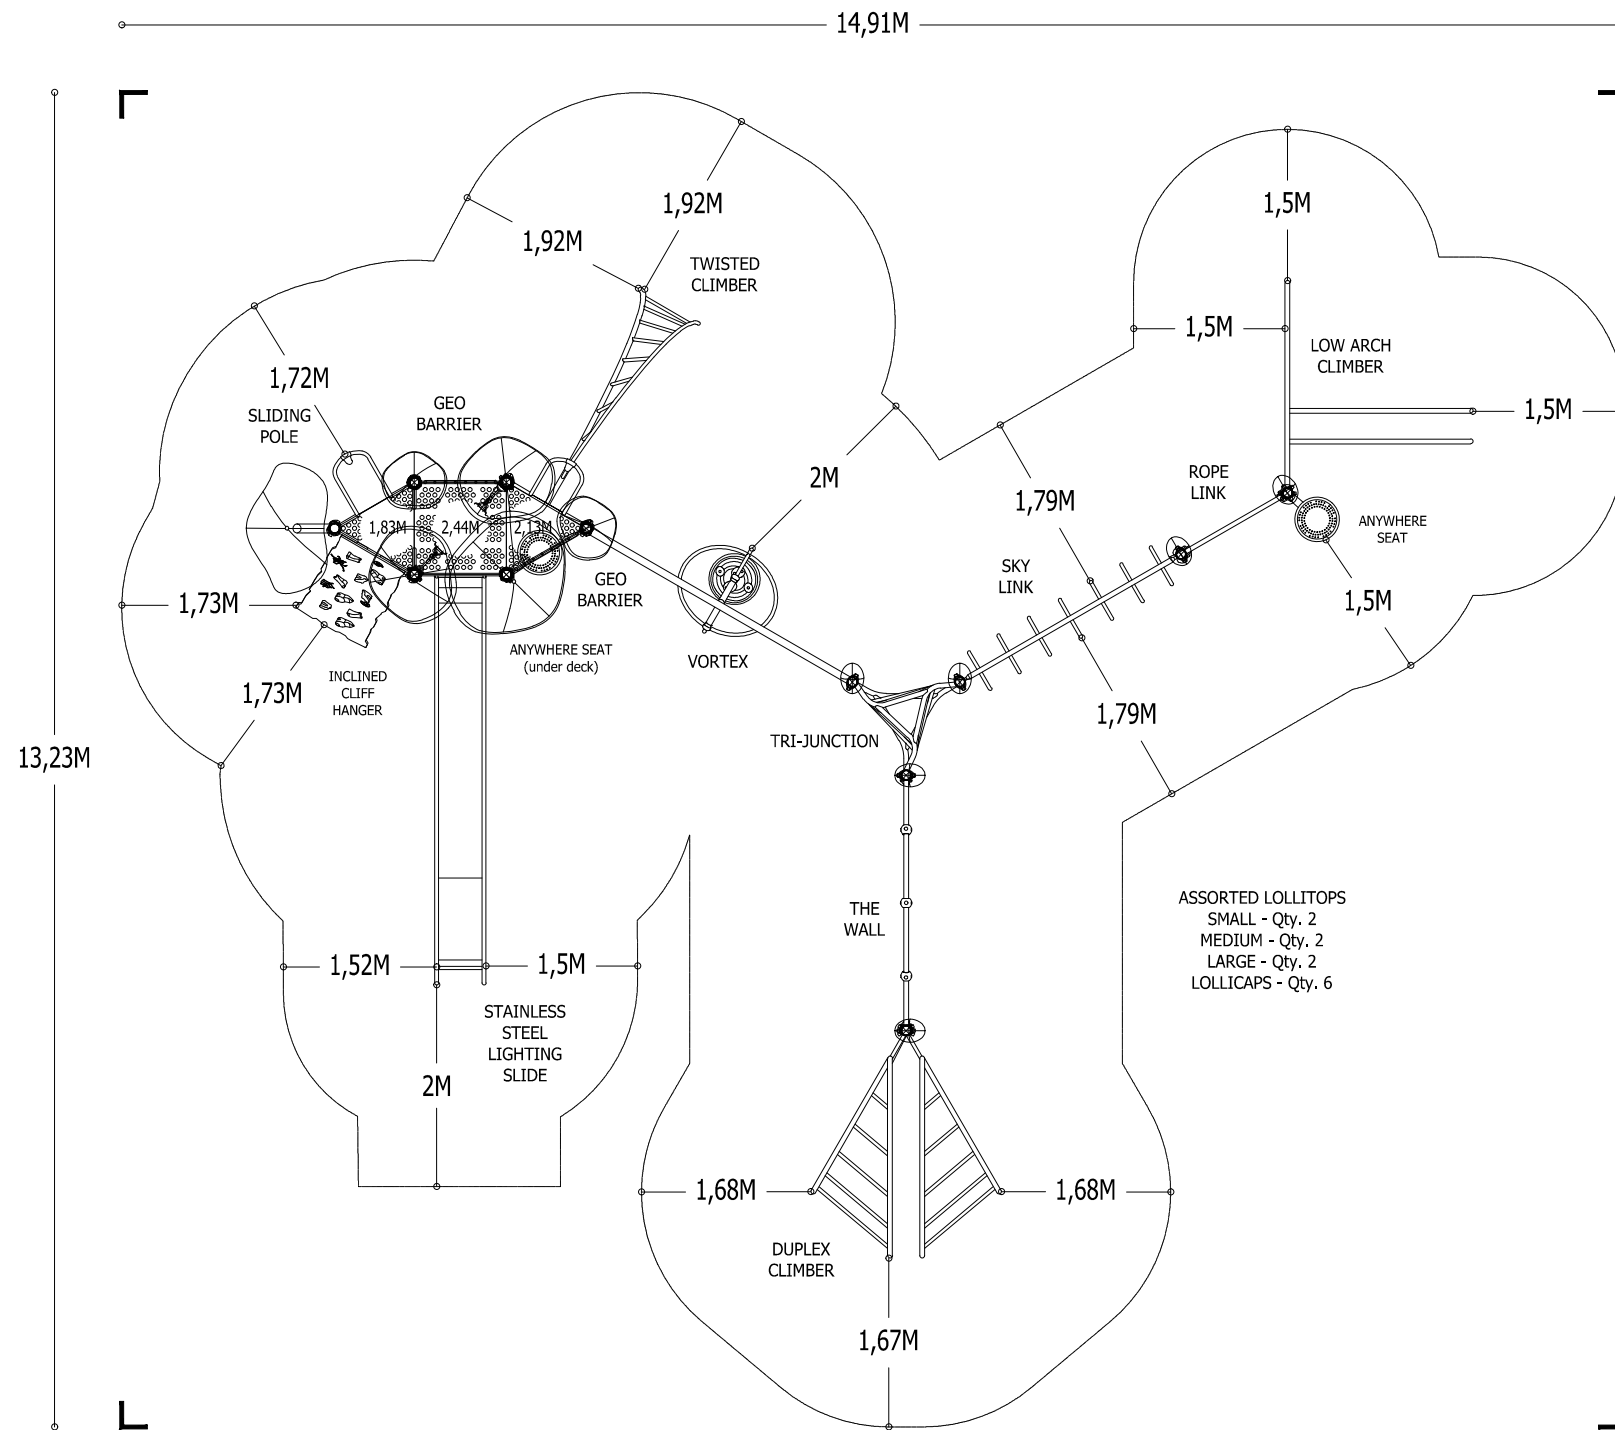 14,91M
1,92M
1,92M
1,5M
TWISTED
CLIMBER
1,5M
LOW ARCH
CLIMBER
1,72M
1,5M
SLIDING
POLE
GEO
BARRIER
2M
ROPE
LINK
1,79M
1,83M
2,44M
2,13M
ANYWHERE
SEAT
SKY
LINK
GEO
BARRIER
1,73M
1,5M
ANYWHERE SEAT
(under deck)
VORTEX
INCLINED
CLIFF
HANGER
1,73M
1,79M
TRI-JUNCTION
13,23M
THE
WALL
ASSORTED LOLLITOPS
SMALL - Qty. 2
MEDIUM - Qty. 2
LARGE - Qty. 2
LOLLICAPS - Qty. 6
1,52M
1,5M
STAINLESS
STEEL
LIGHTING
SLIDE
2M
1,68M
1,68M
DUPLEX
CLIMBER
1,67M